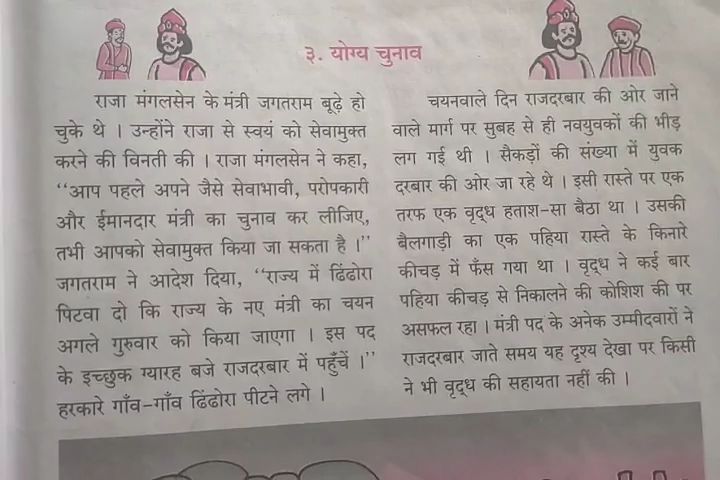 ३. योग्य चुनाव
राजा मंगलसेन के मंत्री जगतराम बूढ़े हो
चुके थे । उन्होंने राजा से स्वयं को सेवामुक्त
करने की विनती की । राजा मंगलसेन ने कहा,
“आप पहले अपने जैसे सेवाभावी, परोपकारी
और ईमानदार मंत्री का चुनाव कर लीजिए,
तभी आपको सेवामुक्त किया जा सकता है ।”
जगतराम ने आदेश दिया, “राज्य में ढिंढोरा
पिटवा दो कि राज्य के नए मंत्री का चयन
अगले गुरुवार को किया जाएगा । इस पद
के इच्छुक ग्यारह बजे राजदरबार में पहुँचें ।”
हरकारे गाँव-गाँव ढिंढोरा पीटने लगे ।
चयनवाले दिन राजदरबार की ओर जाने
वाले मार्ग पर सुबह से ही नवयुवकों की भीड़
लग गई थी । सैकड़ों की संख्या में युवक
दरबार की ओर जा रहे थे । इसी रास्ते पर एक
तरफ एक वृद्ध हताश-सा बैठा था । उसकी
बैलगाड़ी का एक पहिया रास्ते के किनारे
कीचड़ में फँस गया था । वृद्ध ने कई बार
पहिया कीचड़ से निकालने की कोशिश की पर
असफल रहा । मंत्री पद के अनेक उम्मीदवारों ने
राजदरबार जाते समय यह दृश्य देखा पर किसी
ने भी वृद्ध की सहायता नहीं की ।